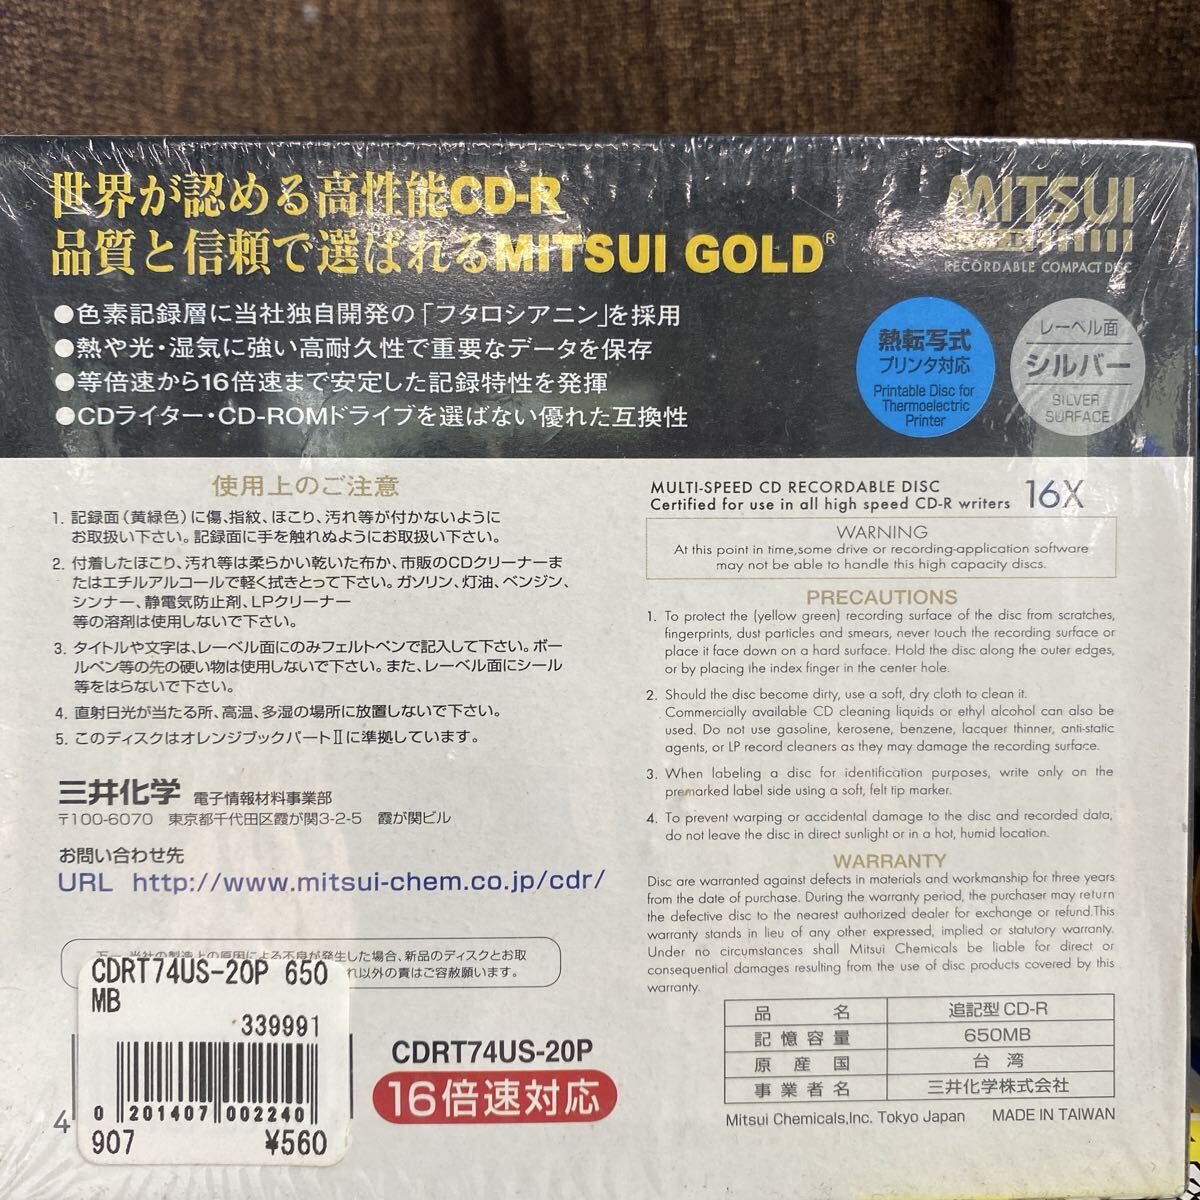 世界が認める高性能CD-R
品質と信頼で選ばれるMITSUI GOLD®
●色素記録層に当社独自開発の「フタロシアニン」を採用
●熱や光・湿気に強い高耐久性で重要なデータを保存
●等倍速から16倍速まで安定した記録特性を発揮
●CDライター・CD-ROMドライブを選ばない優れた互換性
MITSUI
RECORDABLE COMPACT DISC
熱転写式
プリンタ対応
Printable Disc for
Thermoelectric
Printer
レーベル面
シルバー
SILVER
SURFACE
使用上のご注意
1. 記録面（黄緑色）に傷、指紋、ほこり、汚れ等が付かないように
お取扱い下さい。記録面に手を触れぬようにお取扱い下さい。
2. 付着したほこり、汚れ等は柔らかい乾いた布か、市販のCDクリーナーま
たはエチルアルコールで軽く拭きとって下さい。ガソリン、灯油、ベンジン、
シンナー、静電気防止剤、LPクリーナー
等の溶剤は使用しないで下さい。
3. タイトルや文字は、レーベル面にのみフェルトペンで記入して下さい。ボー
ルペン等の先の硬い物は使用しないで下さい。また、レーベル面にシール
等をはらないで下さい。
4. 直射日光が当たる所、高温、多湿の場所に放置しないで下さい。
5. このディスクはオレンジブックパートⅡに準拠しています。
三井化学 電子情報材料事業部
〒100-6070 東京都千代田区霞が関3-2-5 霞が関ビル
お問い合わせ先
URL http://www.mitsui-chem.co.jp/cdr/
万一、当社の製造上の原因による不良が発生した場合、新品のディスクとお取
れ以外の責はご容赦願います。
CDRT74US-20P 650
MB
339991
0 201407 002240
907 ¥560
4
CDRT74US-20P
16倍速対応
MULTI-SPEED CD RECORDABLE DISC
Certified for use in all high speed CD-R writers 16X
WARNING
At this point in time,some drive or recording-application software
may not be able to handle this high capacity discs.
PRECAUTIONS
1. To protect the (yellow green) recording surface of the disc from scratches,
fingerprints, dust particles and smears, never touch the recording surface or
place it face down on a hard surface. Hold the disc along the outer edges,
or by placing the index finger in the center hole.
2. Should the disc become dirty, use a soft, dry cloth to clean it.
Commercially available CD cleaning liquids or ethyl alcohol can also be
used. Do not use gasoline, kerosene, benzene, lacquer thinner, anti-static
agents, or LP record cleaners as they may damage the recording surface.
3. When labeling a disc for identification purposes, write only on the
premarked label side using a soft, felt tip marker.
4. To prevent warping or accidental damage to the disc and recorded data,
do not leave the disc in direct sunlight or in a hot, humid location.
WARRANTY
Disc are warranted against defects in materials and workmanship for three years
from the date of purchase. During the warranty period, the purchaser may return
the defective disc to the nearest authorized dealer for exchange or refund.This
warranty stands in lieu of any other expressed, implied or statutory warranty.
Under no circumstances shall Mitsui Chemicals be liable for direct or
consequential damages resulting from the use of disc products covered by this
warranty.
品名 追記型CD-R
記憶容量 650MB
原産国 台湾
事業者名 三井化学株式会社
Mitsui Chemicals,Inc. Tokyo Japan MADE IN TAIWAN